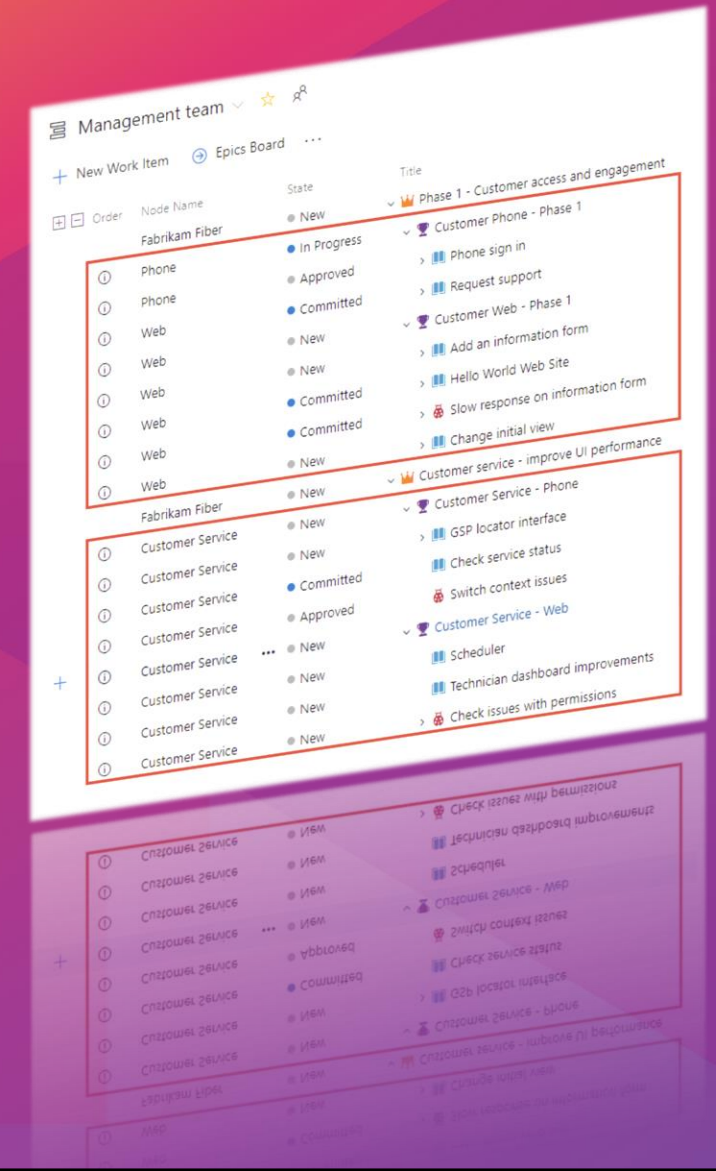 Management team
New Work Item Epics Board ...
Order Node Name State Title
Fabrikam Fiber New Phase 1 - Customer access and engagement
Phone In Progress Customer Phone - Phase 1
Phone Approved Phone sign in
Web Committed Request support
Web New Customer Web - Phase 1
Web New Add an information form
Web Committed Hello World Web Site
Web Committed Slow response on information form
Web New Change initial view
Fabrikam Fiber New Customer service - improve UI performance
Customer Service New Customer Service - Phone
Customer Service New GSP locator interface
Customer Service Committed Check service status
Customer Service Approved Switch context issues
Customer Service ... New Customer Service - Web
Customer Service New Scheduler
Customer Service New Technician dashboard improvements
Customer Service New Check issues with permissions